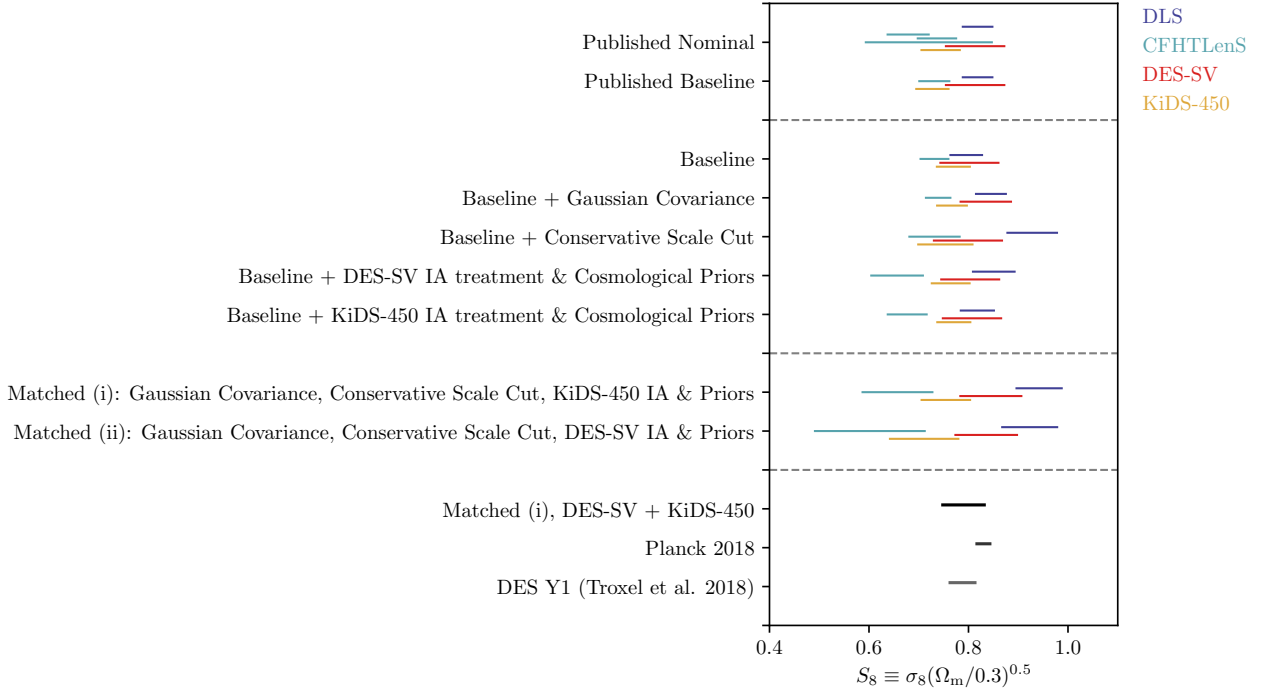 DLS
CFHTLenS
DES-SV
KiDS-450
Published Nominal
Published Baseline
Baseline
Baseline + Gaussian Covariance
Baseline + Conservative Scale Cut
Baseline + DES-SV IA treatment & Cosmological Priors
Baseline + KiDS-450 IA treatment & Cosmological Priors
Matched (i): Gaussian Covariance, Conservative Scale Cut, KiDS-450 IA & Priors
Matched (ii): Gaussian Covariance, Conservative Scale Cut, DES-SV IA & Priors
Matched (i), DES-SV + KiDS-450
Planck 2018
DES Y1 (Troxel et al. 2018)
0.4 0.6 0.8 1.0
S₈ ≡ σ₈(Ωₘ/0.3)⁰·⁵